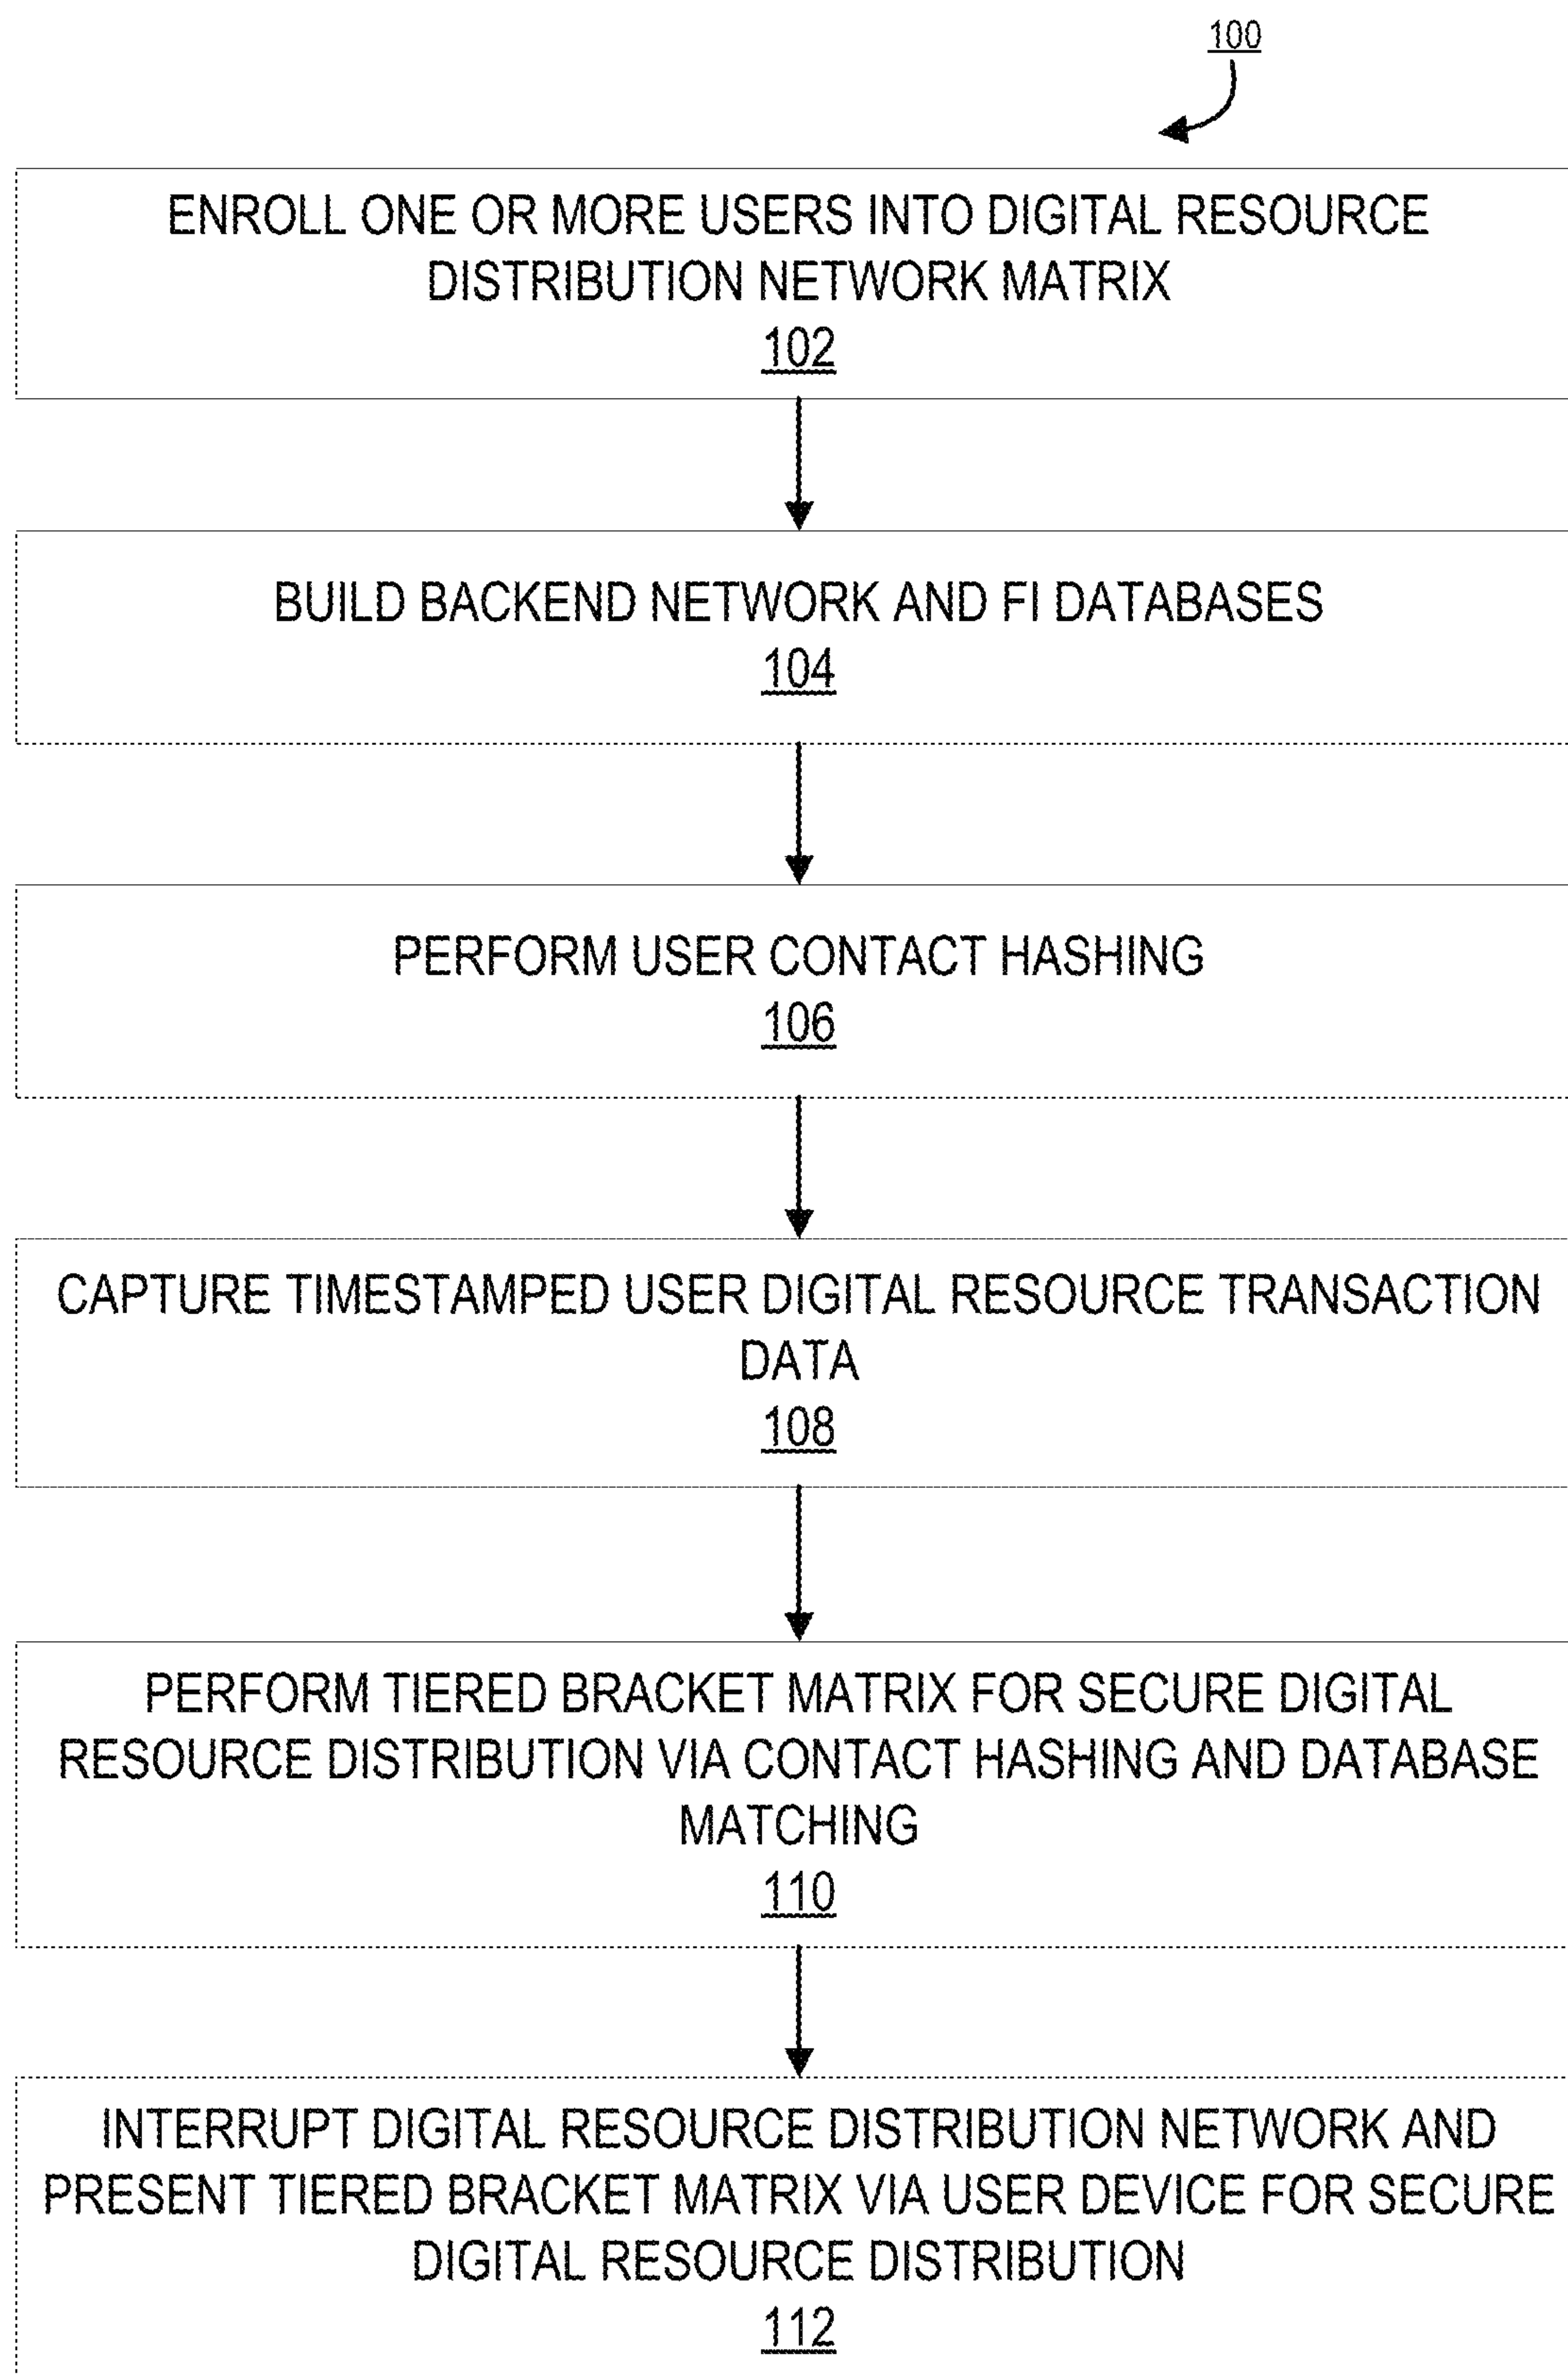 100
ENROLL ONE OR MORE USERS INTO DIGITAL RESOURCE
DISTRIBUTION NETWORK MATRIX
102
BUILD BACKEND NETWORK AND FI DATABASES
104
PERFORM USER CONTACT HASHING
106
CAPTURE TIMESTAMPED USER DIGITAL RESOURCE TRANSACTION
DATA
108
PERFORM TIERED BRACKET MATRIX FOR SECURE DIGITAL
RESOURCE DISTRIBUTION VIA CONTACT HASHING AND DATABASE
MATCHING
110
INTERRUPT DIGITAL RESOURCE DISTRIBUTION NETWORK AND
PRESENT TIERED BRACKET MATRIX VIA USER DEVICE FOR SECURE
DIGITAL RESOURCE DISTRIBUTION
112